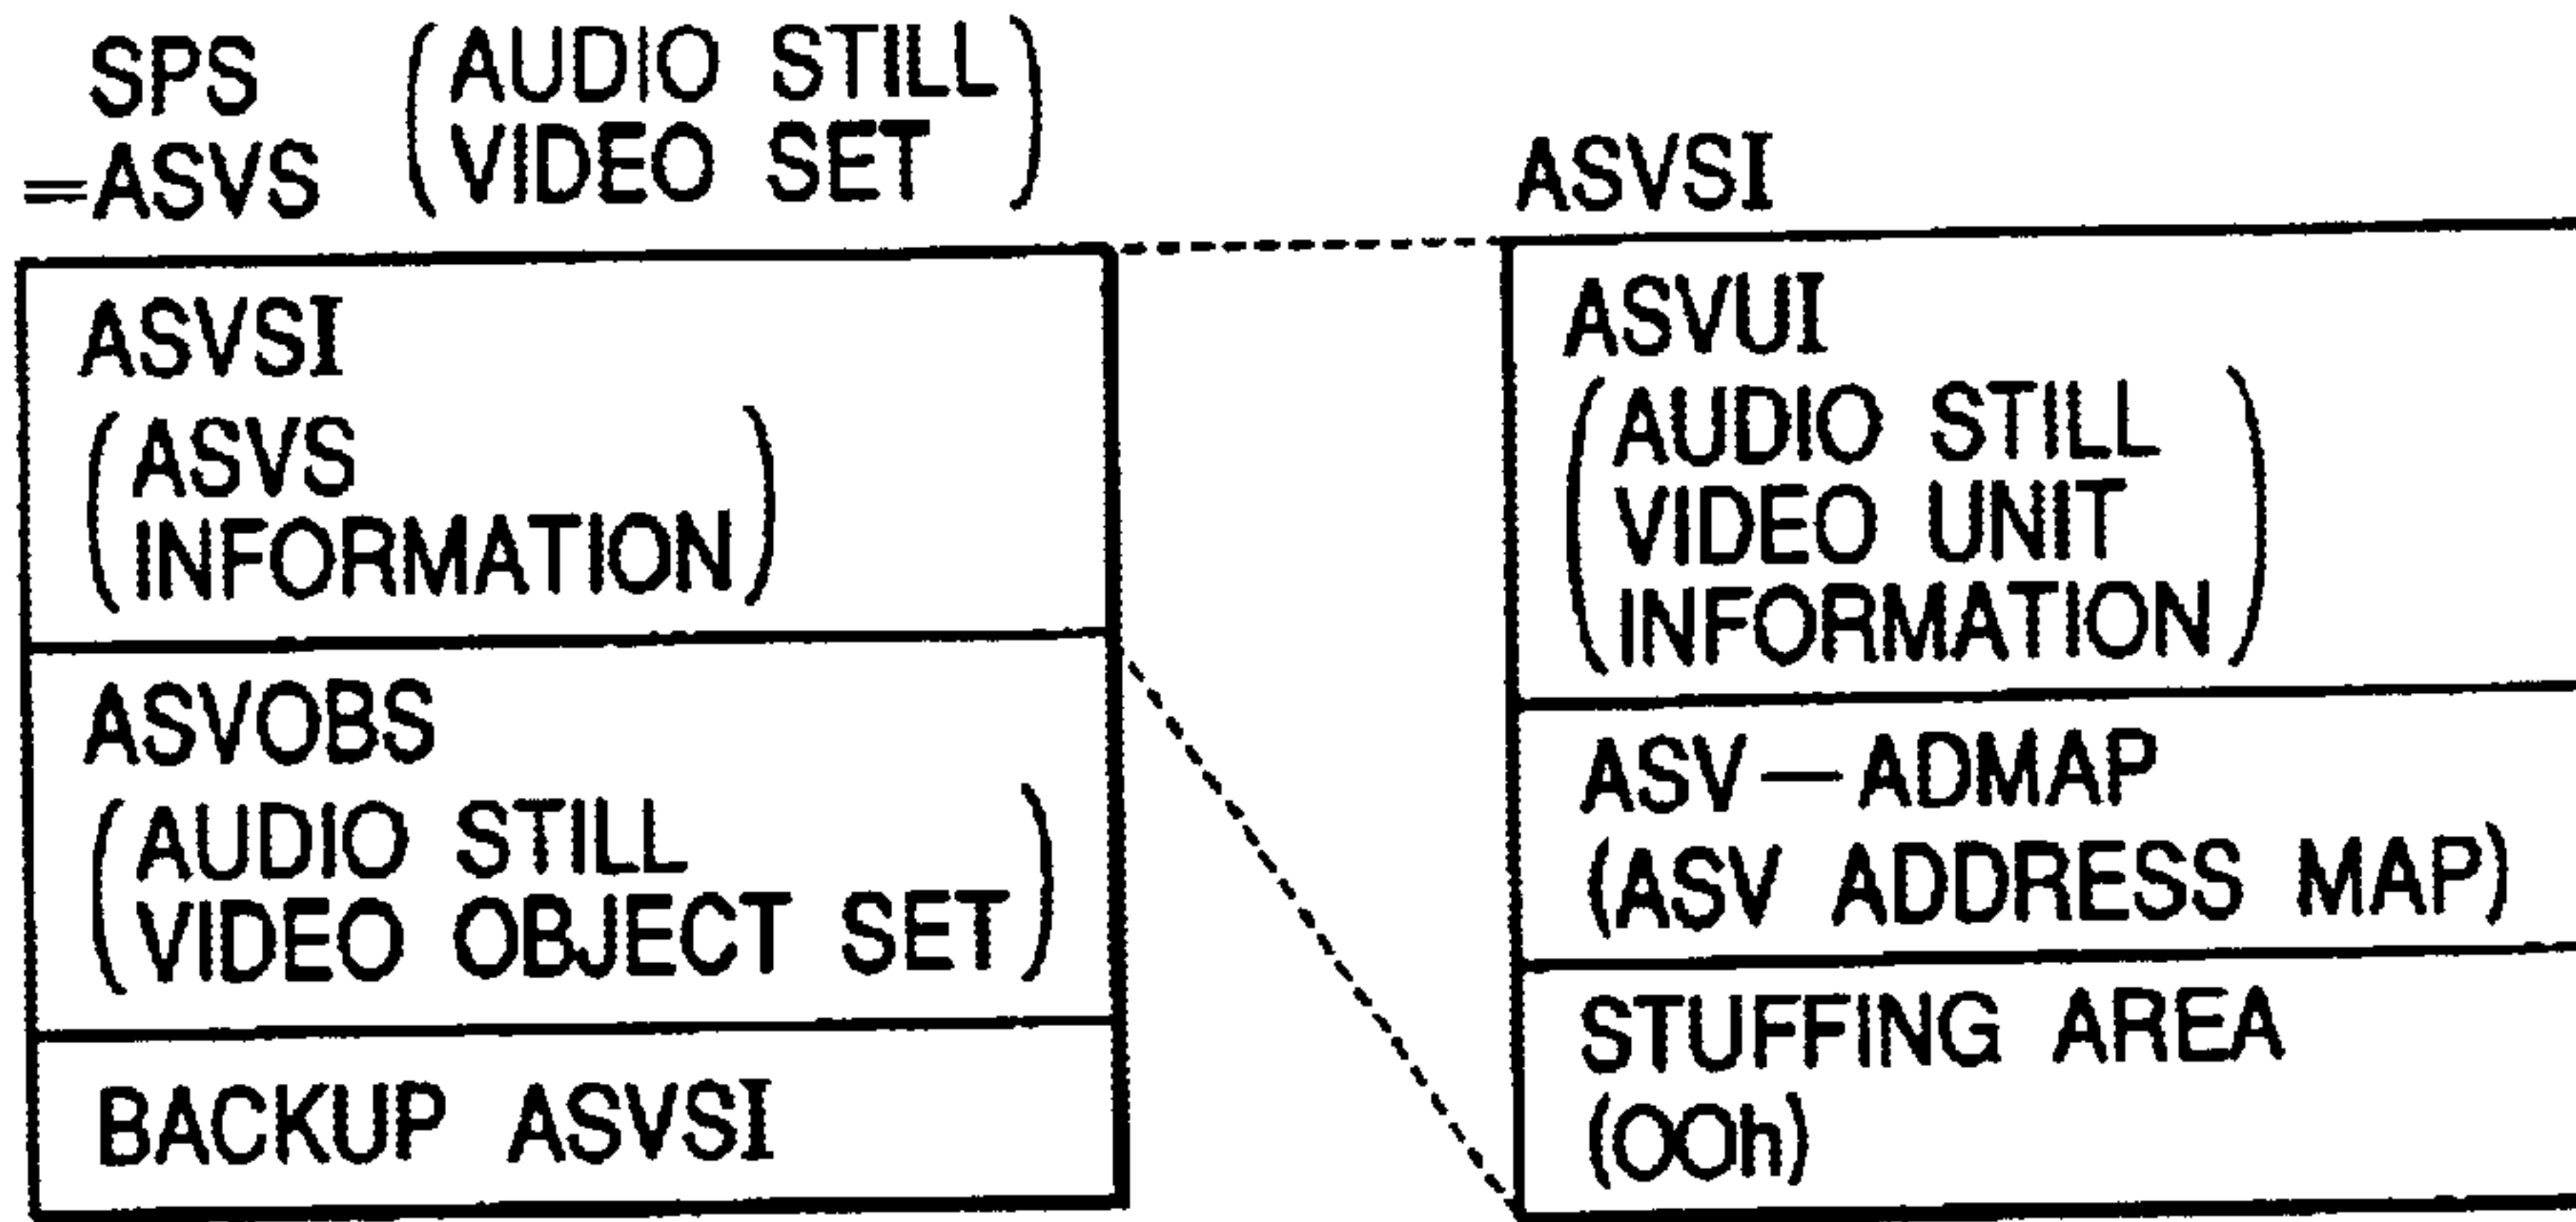 SPS
=ASVS
(AUDIO STILL
VIDEO SET)
ASVSI
(ASVS
INFORMATION)
ASVOBS
(AUDIO STILL
VIDEO OBJECT SET)
BACKUP ASVSI
ASVSI
ASVUI
(AUDIO STILL
VIDEO UNIT
INFORMATION)
ASV—ADMAP
(ASV ADDRESS MAP)
STUFFING AREA
(OOh)